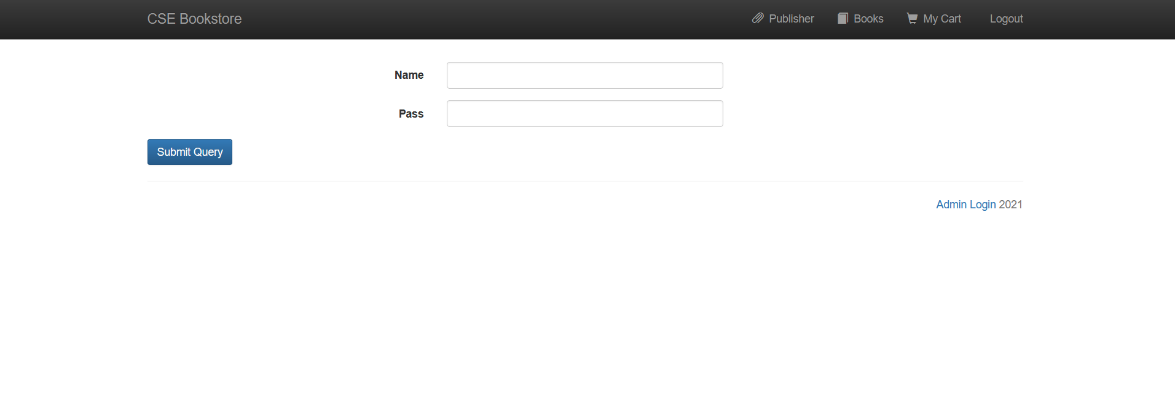 CSE Bookstore Publisher Books My Cart Logout
Name
Pass
Submit Query
Admin Login 2021